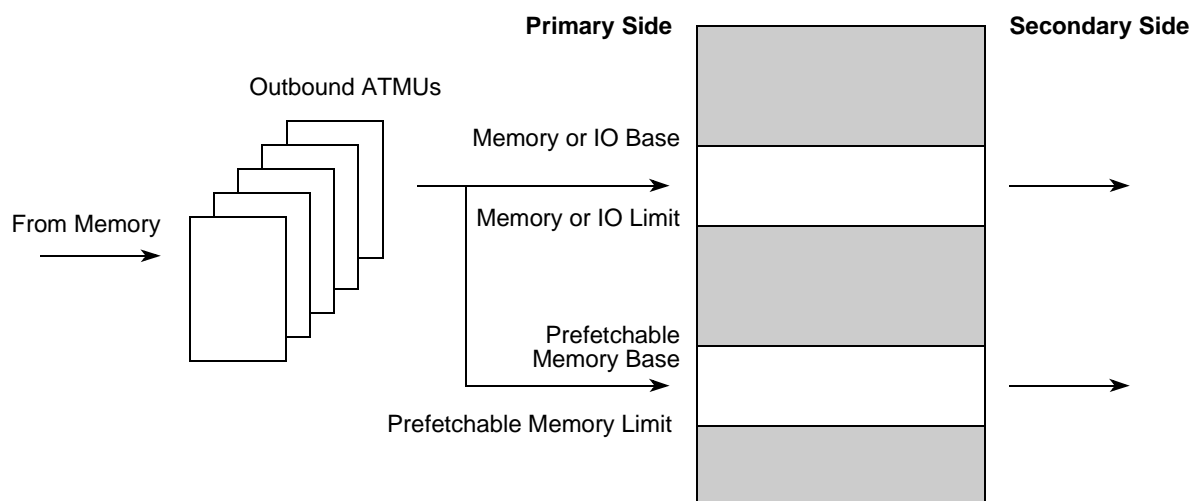 Primary Side
Secondary Side
Outbound ATMUs
Memory or IO Base
From Memory
Memory or IO Limit
Prefetchable
Memory Base
Prefetchable Memory Limit